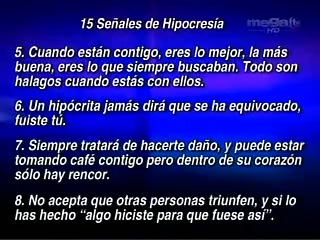 15 Señales de Hipocresía
mega tv
HD
5. Cuando están contigo, eres lo mejor, la más
buena, eres lo que siempre buscaban. Todo son
halagos cuando estás con ellos.
6. Un hipócrita jamás dirá que se ha equivocado,
fuiste tú.
7. Siempre tratará de hacerte daño, y puede estar
tomando café contigo pero dentro de su corazón
sólo hay rencor.
8. No acepta que otras personas triunfen, y si lo
has hecho “algo hiciste para que fuese así”.